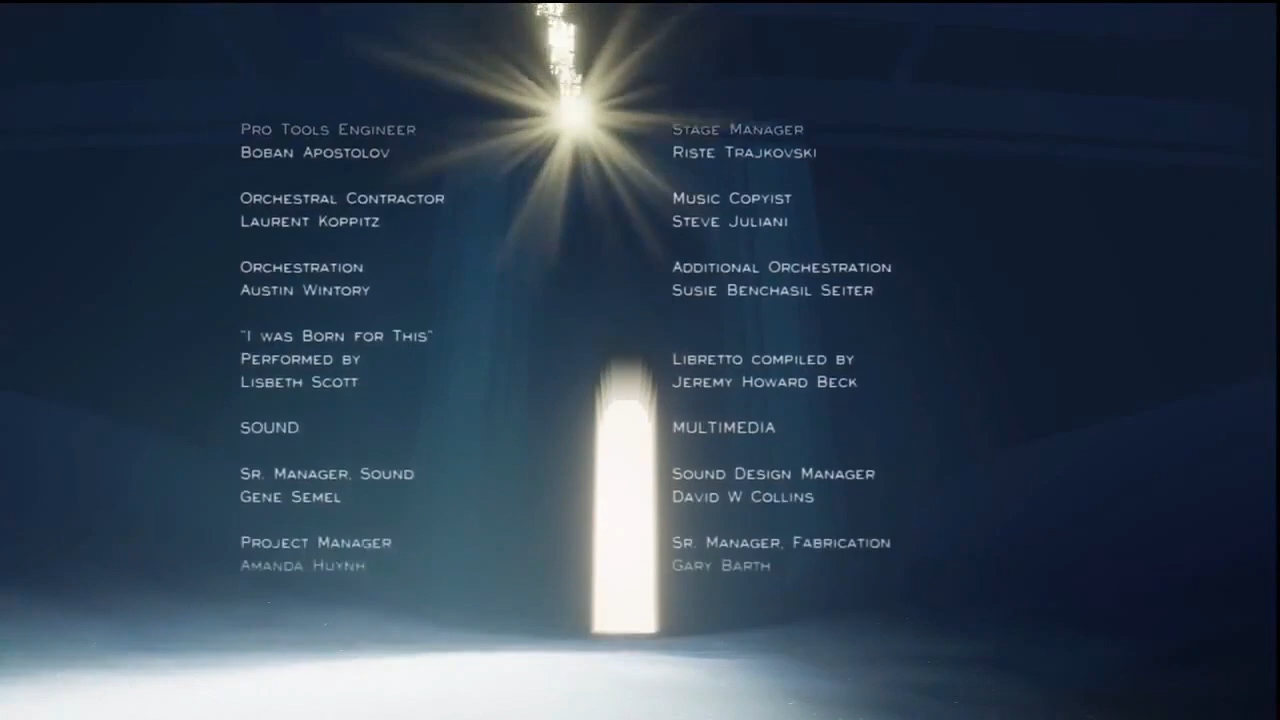 PRO TOOLS ENGINEER
BOBAN APOSTOLOV
STAGE MANAGER
RISTE TRAJKOVSKI
ORCHESTRAL CONTRACTOR
LAURENT KOPPITZ
MUSIC COPYIST
STEVE JULIANI
ORCHESTRATION
AUSTIN WINTORY
ADDITIONAL ORCHESTRATION
SUSIE BENCHASIL SEITER
"I WAS BORN FOR THIS"
PERFORMED BY
LISBETH SCOTT
LIBRETTO COMPILED BY
JEREMY HOWARD BECK
SOUND
MULTIMEDIA
SR. MANAGER, SOUND
GENE SEMEL
SOUND DESIGN MANAGER
DAVID W COLLINS
PROJECT MANAGER
AMANDA HUYNH
SR. MANAGER, FABRICATION
GARY BARTH